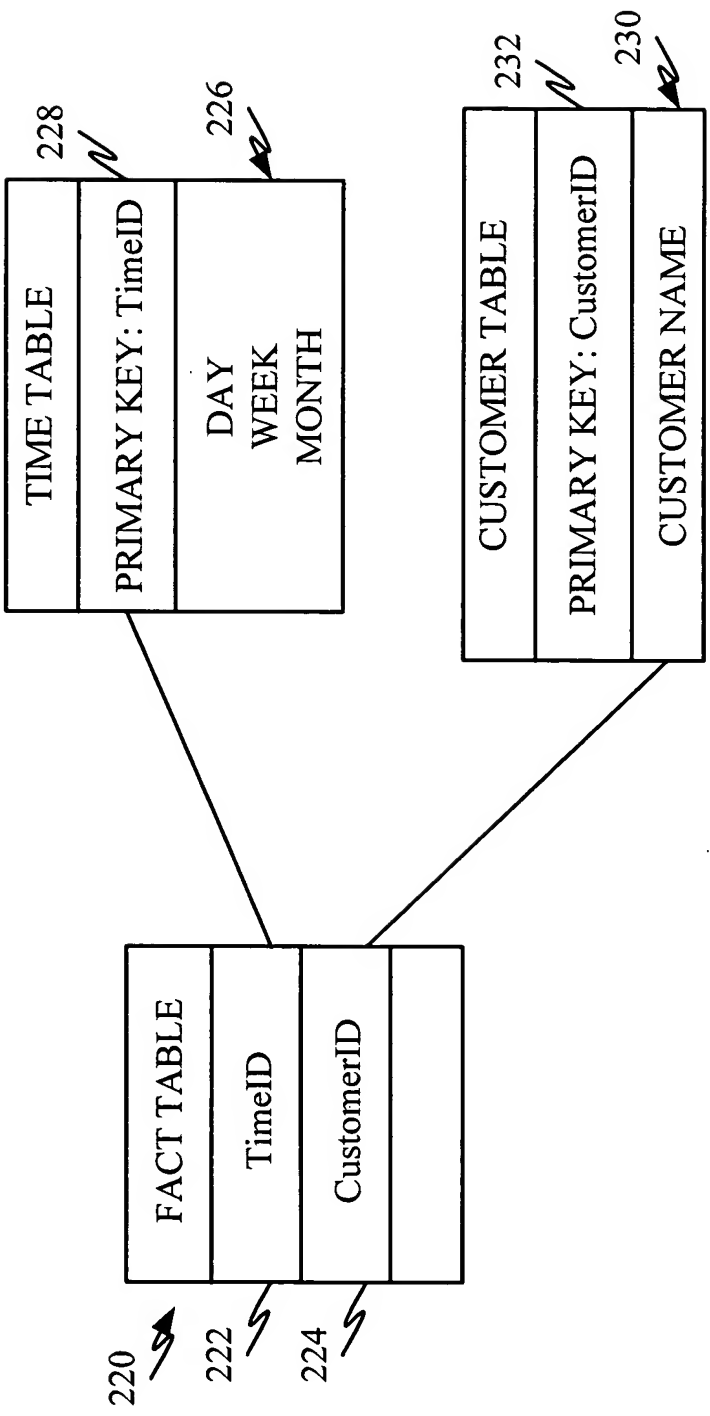 220
FACT TABLE
222
TimeID
224
CustomerID
TIME TABLE
228
PRIMARY KEY: TimeID
226
DAY
WEEK
MONTH
CUSTOMER TABLE
232
PRIMARY KEY: CustomerID
230
CUSTOMER NAME